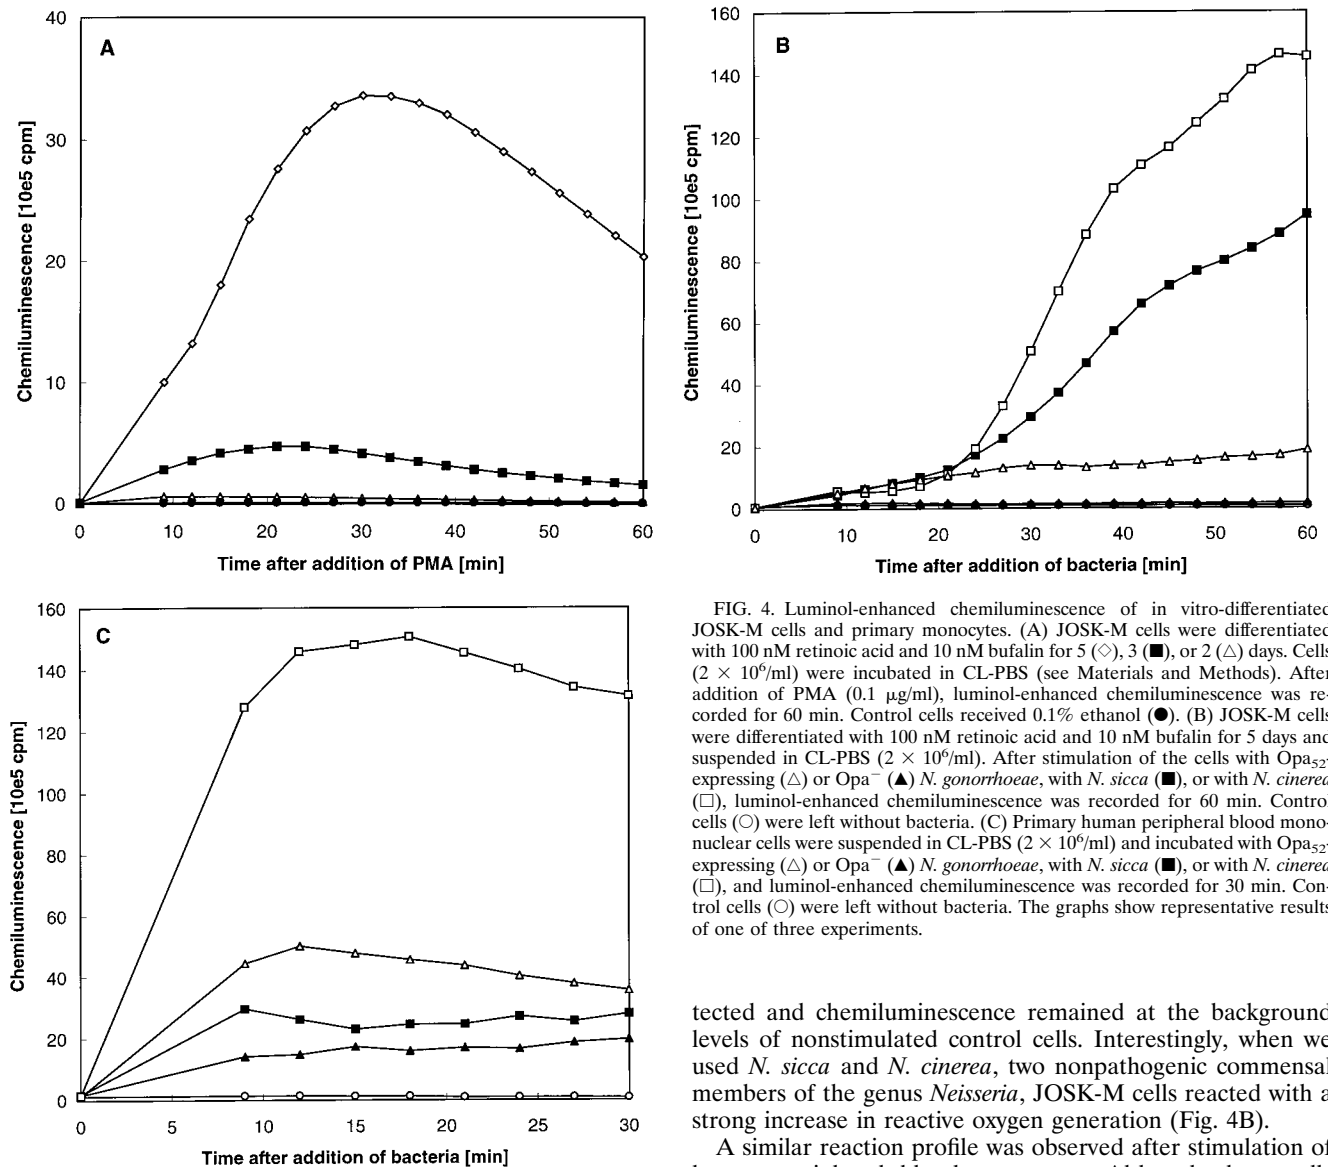 A
Chemiluminescence [10e5 cpm]
40
30
20
10
0
0 10 20 30 40 50 60
Time after addition of PMA [min]
B
Chemiluminescence [10e5 cpm]
160
140
120
100
80
60
40
20
0
0 10 20 30 40 50 60
Time after addition of bacteria [min]
C
Chemiluminescence [10e5 cpm]
160
140
120
100
80
60
40
20
0
0 5 10 15 20 25 30
Time after addition of bacteria [min]
FIG. 4. Luminol-enhanced chemiluminescence of in vitro-differentiated
JOSK-M cells and primary monocytes. (A) JOSK-M cells were differentiated
with 100 nM retinoic acid and 10 nM bufalin for 5 (◇), 3 (■), or 2 (△) days. Cells
(2 × 10⁶/ml) were incubated in CL-PBS (see Materials and Methods). After
addition of PMA (0.1 μg/ml), luminol-enhanced chemiluminescence was re-
corded for 60 min. Control cells received 0.1% ethanol (●). (B) JOSK-M cells
were differentiated with 100 nM retinoic acid and 10 nM bufalin for 5 days and
suspended in CL-PBS (2 × 10⁶/ml). After stimulation of the cells with Opa₅₂-
expressing (△) or Opa⁻ (▲) N. gonorrhoeae, with N. sicca (■), or with N. cinerea
(□), luminol-enhanced chemiluminescence was recorded for 60 min. Control
cells (○) were left without bacteria. (C) Primary human peripheral blood mono-
nuclear cells were suspended in CL-PBS (2 × 10⁶/ml) and incubated with Opa₅₂-
expressing (△) or Opa⁻ (▲) N. gonorrhoeae, with N. sicca (■), or with N. cinerea
(□), and luminol-enhanced chemiluminescence was recorded for 30 min. Con-
trol cells (○) were left without bacteria. The graphs show representative results
of one of three experiments.
tected and chemiluminescence remained at the background
levels of nonstimulated control cells. Interestingly, when we
used N. sicca and N. cinerea, two nonpathogenic commensal
members of the genus Neisseria, JOSK-M cells reacted with a
strong increase in reactive oxygen generation (Fig. 4B).
A similar reaction profile was observed after stimulation of